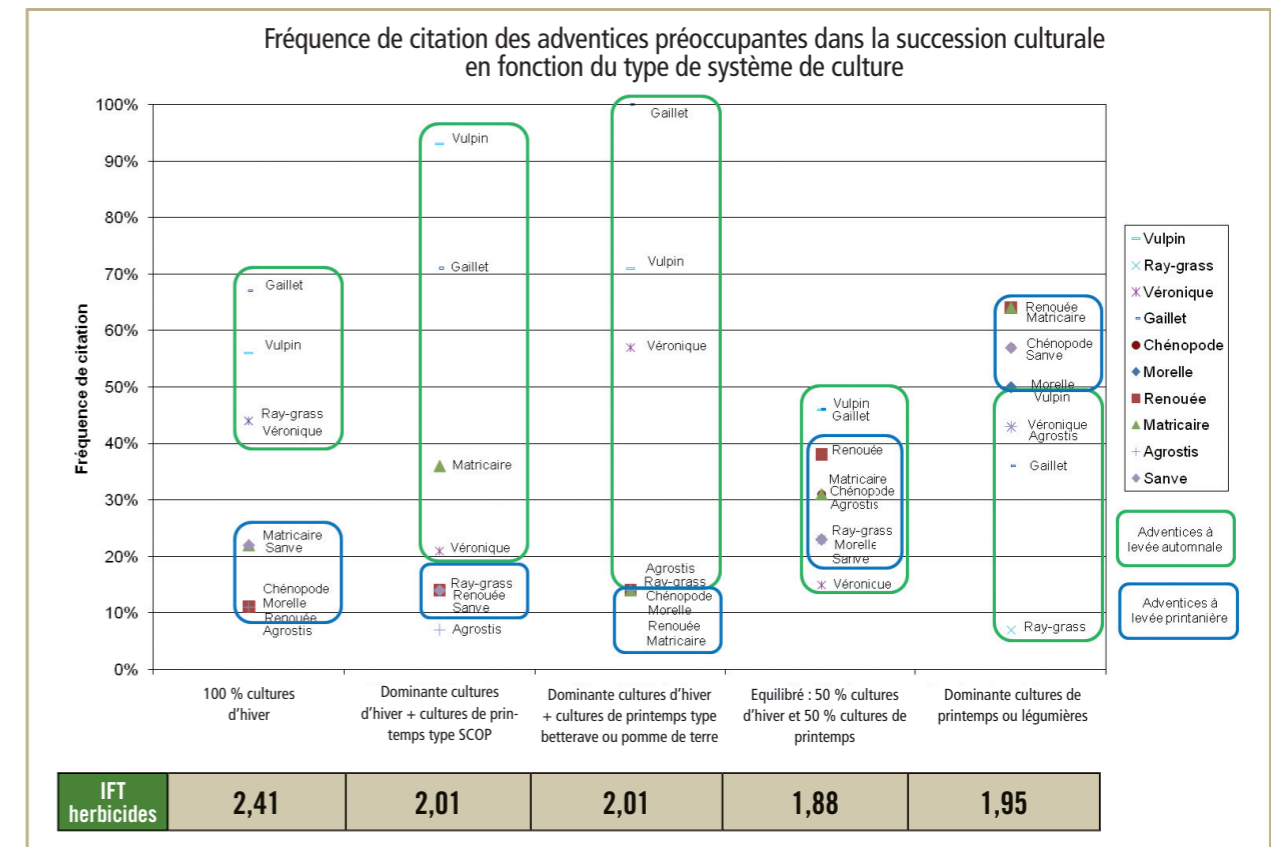 Fréquence de citation des adventices préoccupantes dans la succession culturale
en fonction du type de système de culture
Fréquence de citation
100%
90%
80%
70%
60%
50%
40%
30%
20%
10%
0%
Gaillet
Vulpin
Ray-grass
Véronique
Matricaire
Sanve
Chénopode
Morelle
Renouée
Agrostis
Vulpin
Gaillet
Matricaire
Véronique
Ray-grass
Renouée
Sanve
Agrostis
Gaillet
Vulpin
Véronique
Agrostis
Ray-grass
Chénopode
Morelle
Renouée
Matricaire
Vulpin
Gaillet
Renouée
Matricaire
Chénopode
Agrostis
Ray-grass
Morelle
Sanve
Véronicue
Renouée
Matricaire
Chénopode
Sanve
Morelle
Vulpin
Véronique
Agrostis
Gaillet
Ray-grass
Vulpin
Ray-grass
Véronique
Gaillet
Chénopode
Morelle
Renouée
Matricaire
Agrostis
Sanve
Adventices à
levée automnale
Adventices à
levée printanière
100 % cultures
d'hiver
Dominante cultures
d'hiver + cultures de prin-
temps type SCOP
Dominante cultures d'hiver
+ cultures de printemps type
betterave ou pomme de terre
Equilibré : 50 % cultures
d'hiver et 50 % cultures de
printemps
Dominante cultures de
printemps ou légumières
IFT
herbicides
2,41
2,01
2,01
1,88
1,95